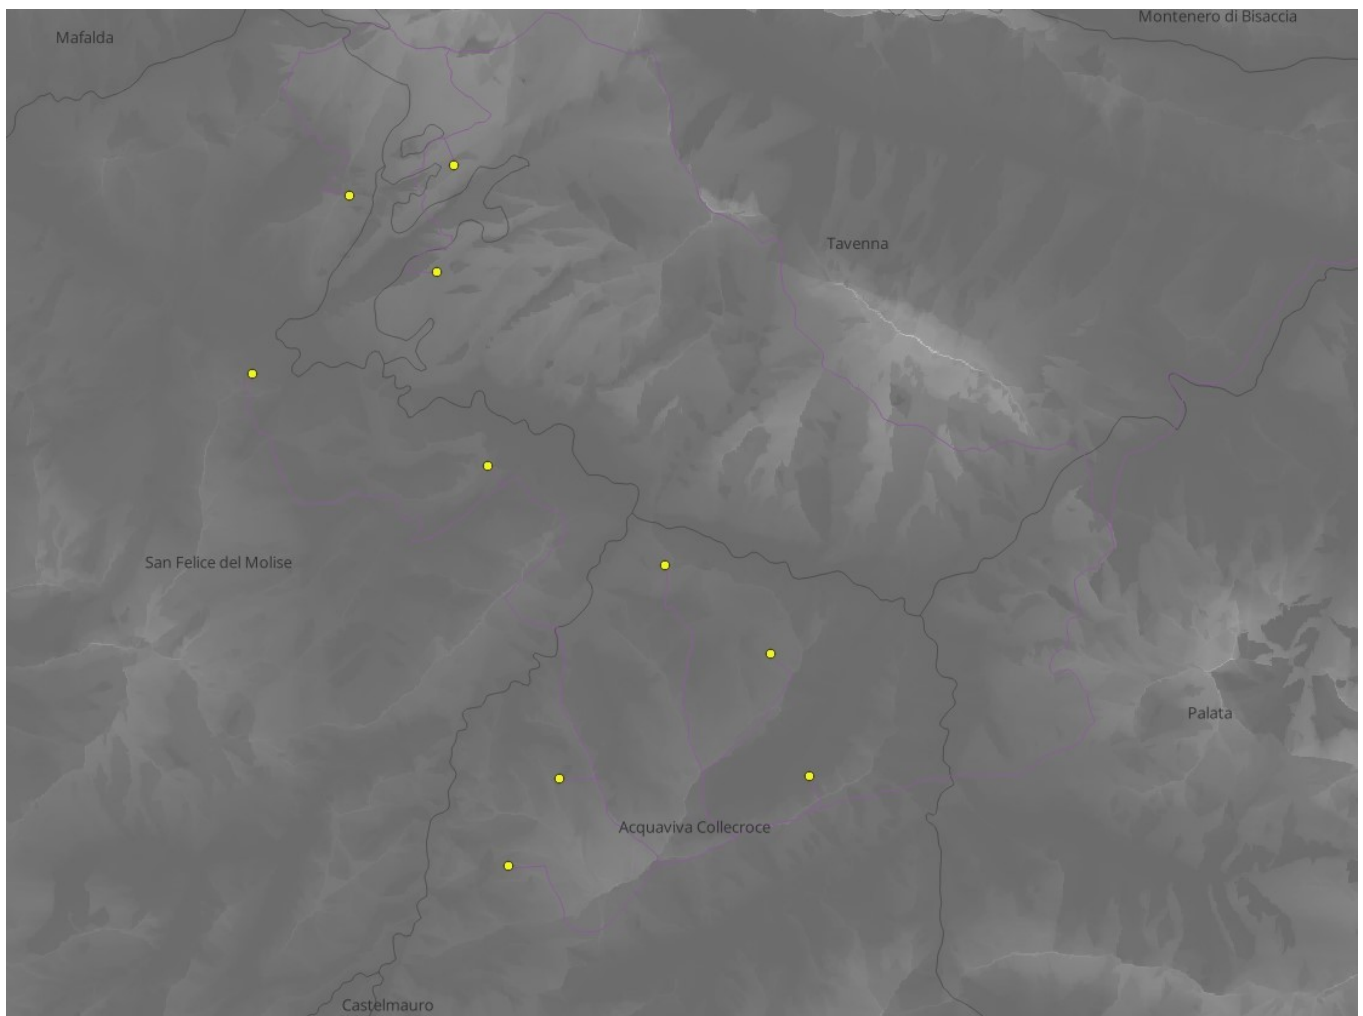 Montenero di Bisaccia
Mafalda
Tavenna
San Felice del Molise
Palata
Acquaviva Collecroce
Castelmauro